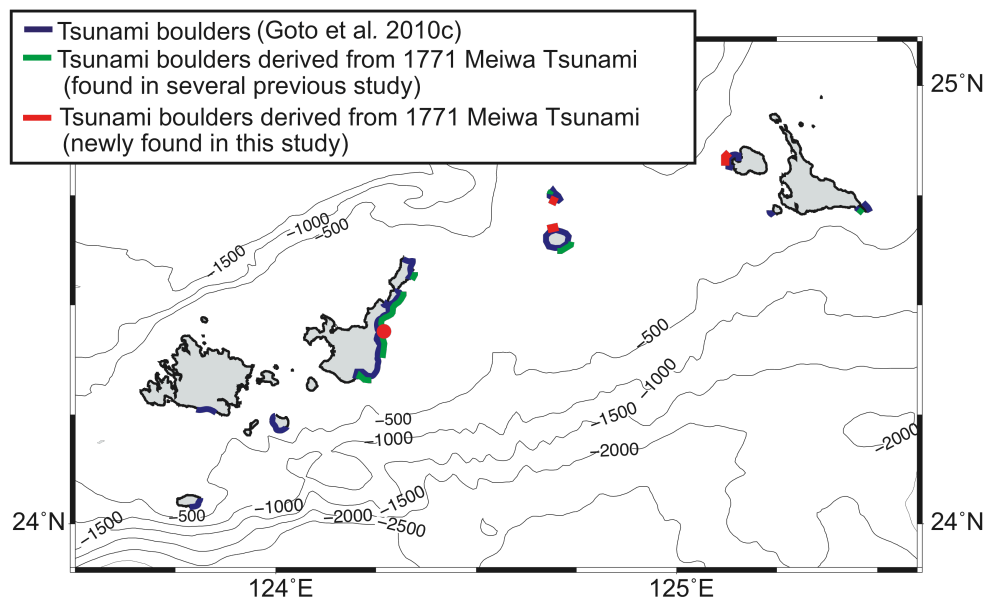 Tsunami boulders (Goto et al. 2010c)
Tsunami boulders derived from 1771 Meiwa Tsunami
(found in several previous study)
Tsunami boulders derived from 1771 Meiwa Tsunami
(newly found in this study)
25˚N
−1000
−500
−1500
−500
−1000
−500
−1500
−1000
−2000
−2000
−1500
−1000
−500
−2000
−1500
−2500
24˚N
24˚N
124˚E
125˚E